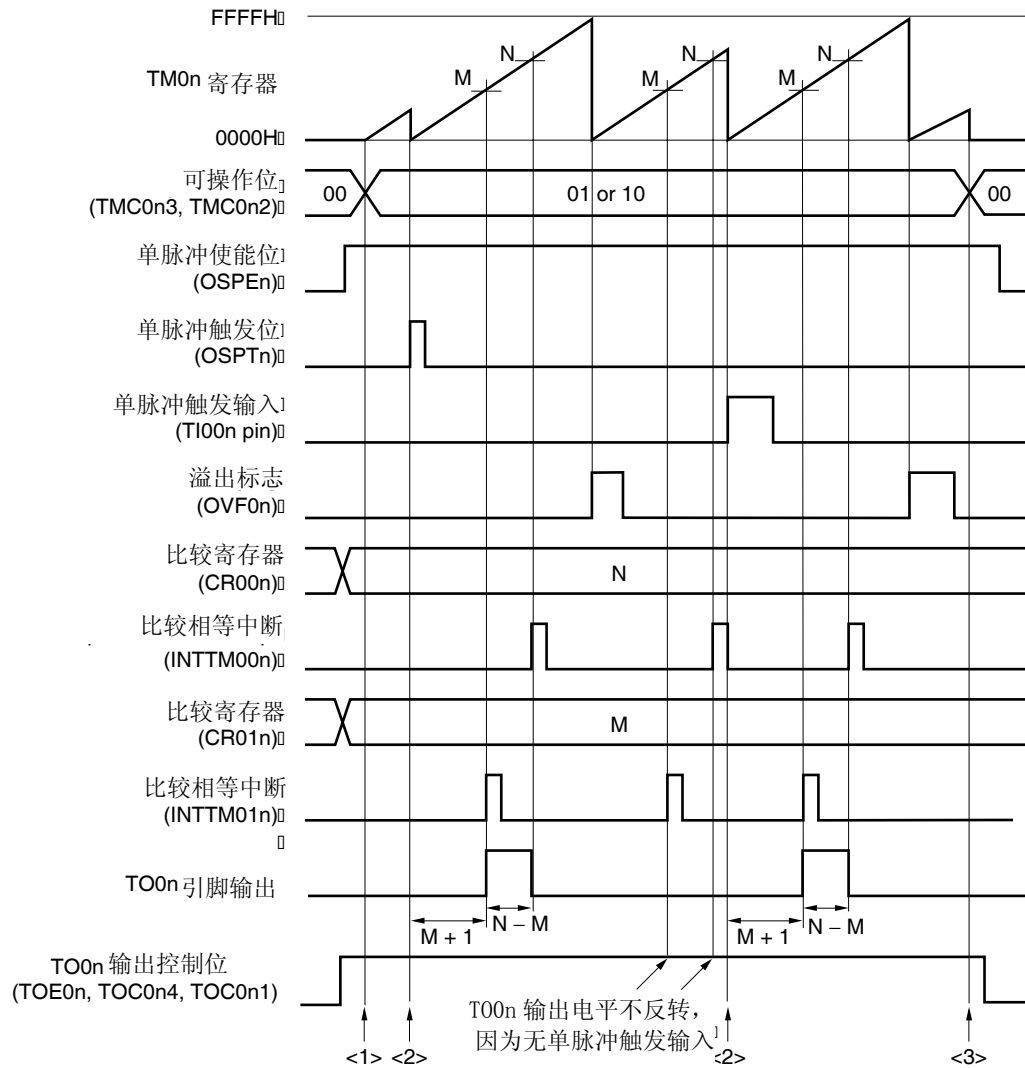 FFFFH
N
N
N
M
M
M
TM0n 寄存器
0000H
可操作位
(TMC0n3, TMC0n2)
00
01 or 10
00
单脉冲使能位
(OSPEn)
单脉冲触发位
(OSPTn)
单脉冲触发输入
(TI00n pin)
溢出标志
(OVF0n)
比较寄存器
(CR00n)
N
比较相等中断
(INTTM00n)
比较寄存器
(CR01n)
M
比较相等中断
(INTTM01n)
TO0n 引脚输出
M + 1
N – M
M + 1
N – M
TO0n 输出控制位
(TOE0n, TOC0n4, TOC0n1)
T00n 输出电平不反转，
因为无单脉冲触发输入
<1>
<2>
<2>
<3>